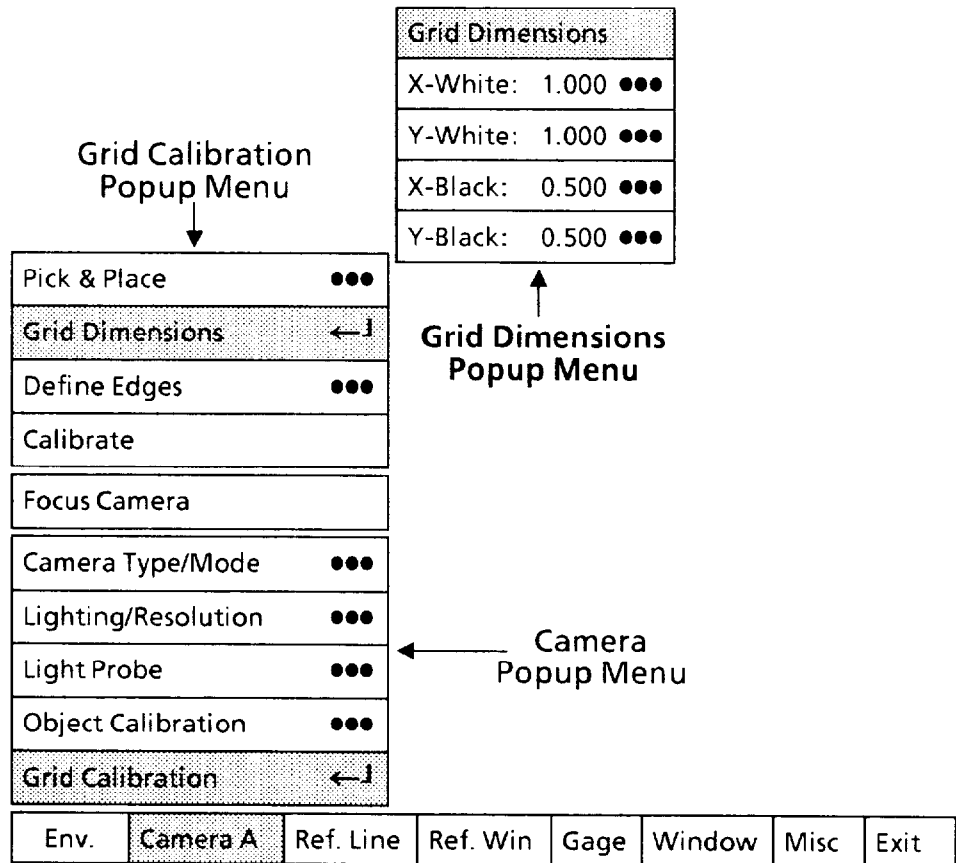 Grid Dimensions
X-White: 1.000 •••
Y-White: 1.000 •••
X-Black: 0.500 •••
Y-Black: 0.500 •••
Grid Dimensions
Popup Menu
Grid Calibration
Popup Menu
Pick & Place •••
Grid Dimensions ←┘
Define Edges •••
Calibrate
Focus Camera
Camera Type/Mode •••
Lighting/Resolution •••
Light Probe •••
Object Calibration •••
Grid Calibration ←┘
Camera
Popup Menu
Env. Camera A Ref. Line Ref. Win Gage Window Misc Exit